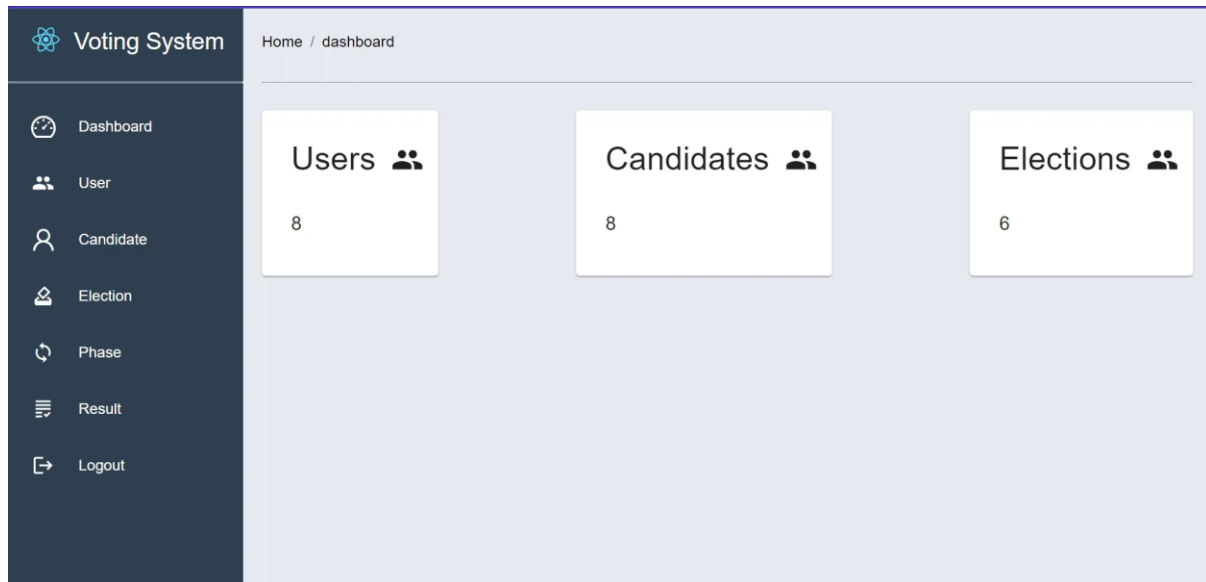 Voting System
Home / dashboard
Dashboard
User
Candidate
Election
Phase
Result
Logout
Users
8
Candidates
8
Elections
6